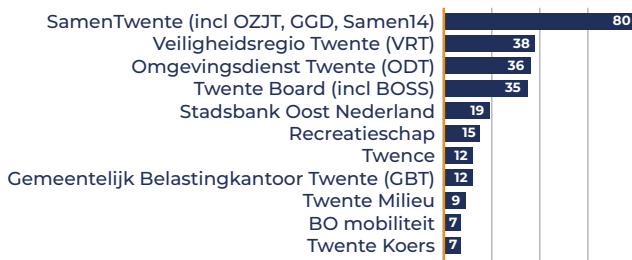 SamenTwente (incl OZJT, GGD, Samen14) 80
Veiligheidsregio Twente (VRT) 38
Omgevingsdienst Twente (ODT) 36
Twente Board (incl BOSS) 35
Stadsbank Oost Nederland 19
Recreatieschap 15
Twence 12
Gemeentelijk Belastingkantoor Twente (GBT) 12
Twente Milieu 9
BO mobiliteit 7
Twente Koers 7